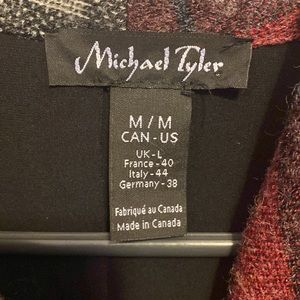 Michael Tyler
M / M
CAN - US
UK - L
France - 40
Italy - 44
Germany - 38
Fabriqué au Canada
Made in Canada